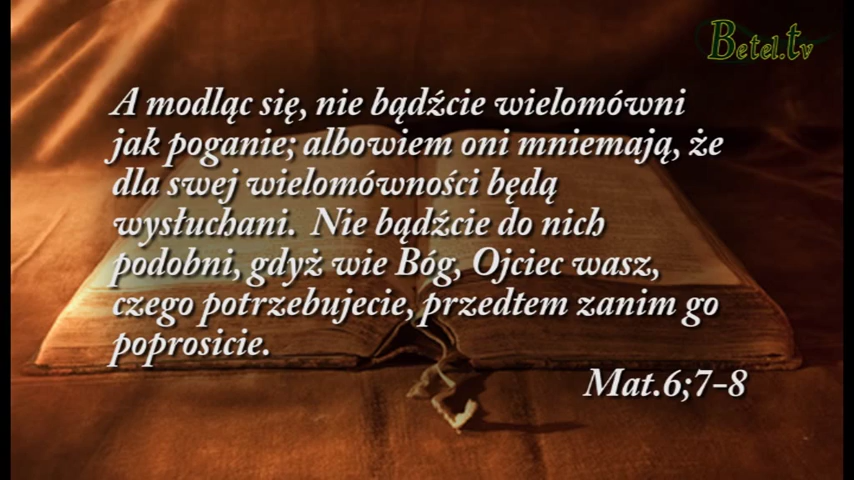 Betel.tv
A modląc się, nie bądźcie wielomówni
jak poganie; albowiem oni mniemają, że
dla swej wielomówności będą
wysłuchani. Nie bądźcie do nich
podobni, gdyż wie Bóg, Ojciec wasz,
czego potrzebujecie, przedtem zanim go
poprosicie.
Mat.6;7-8